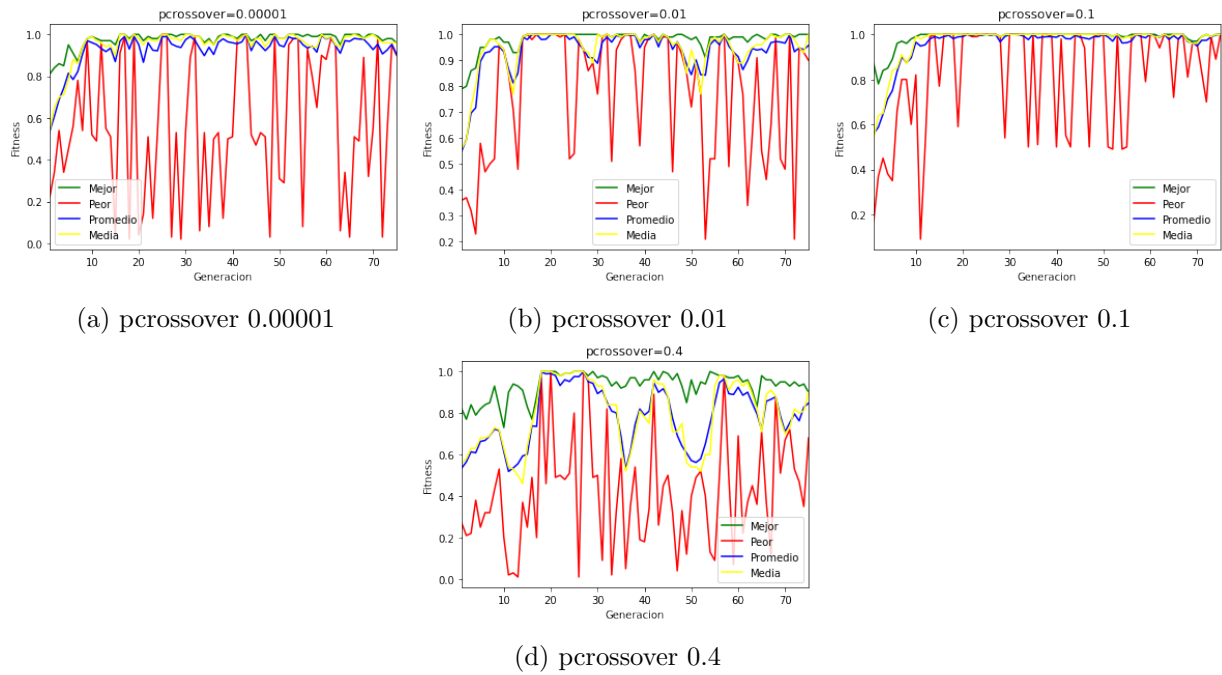 pcrossover=0.00001
Fitness
1.0
0.8
0.6
0.4
0.2
0.0
10 20 30 40 50 60 70
Generacion
Mejor
Peor
Promedio
Media
(a) pcrossover 0.00001
pcrossover=0.01
Fitness
1.0
0.9
0.8
0.7
0.6
0.5
0.4
0.3
0.2
10 20 30 40 50 60 70
Generacion
Mejor
Peor
Promedio
Media
(b) pcrossover 0.01
pcrossover=0.1
Fitness
1.0
0.8
0.6
0.4
0.2
10 20 30 40 50 60 70
Generacion
Mejor
Peor
Promedio
Media
(c) pcrossover 0.1
pcrossover=0.4
Fitness
1.0
0.8
0.6
0.4
0.2
0.0
10 20 30 40 50 60 70
Generacion
Mejor
Peor
Promedio
Media
(d) pcrossover 0.4